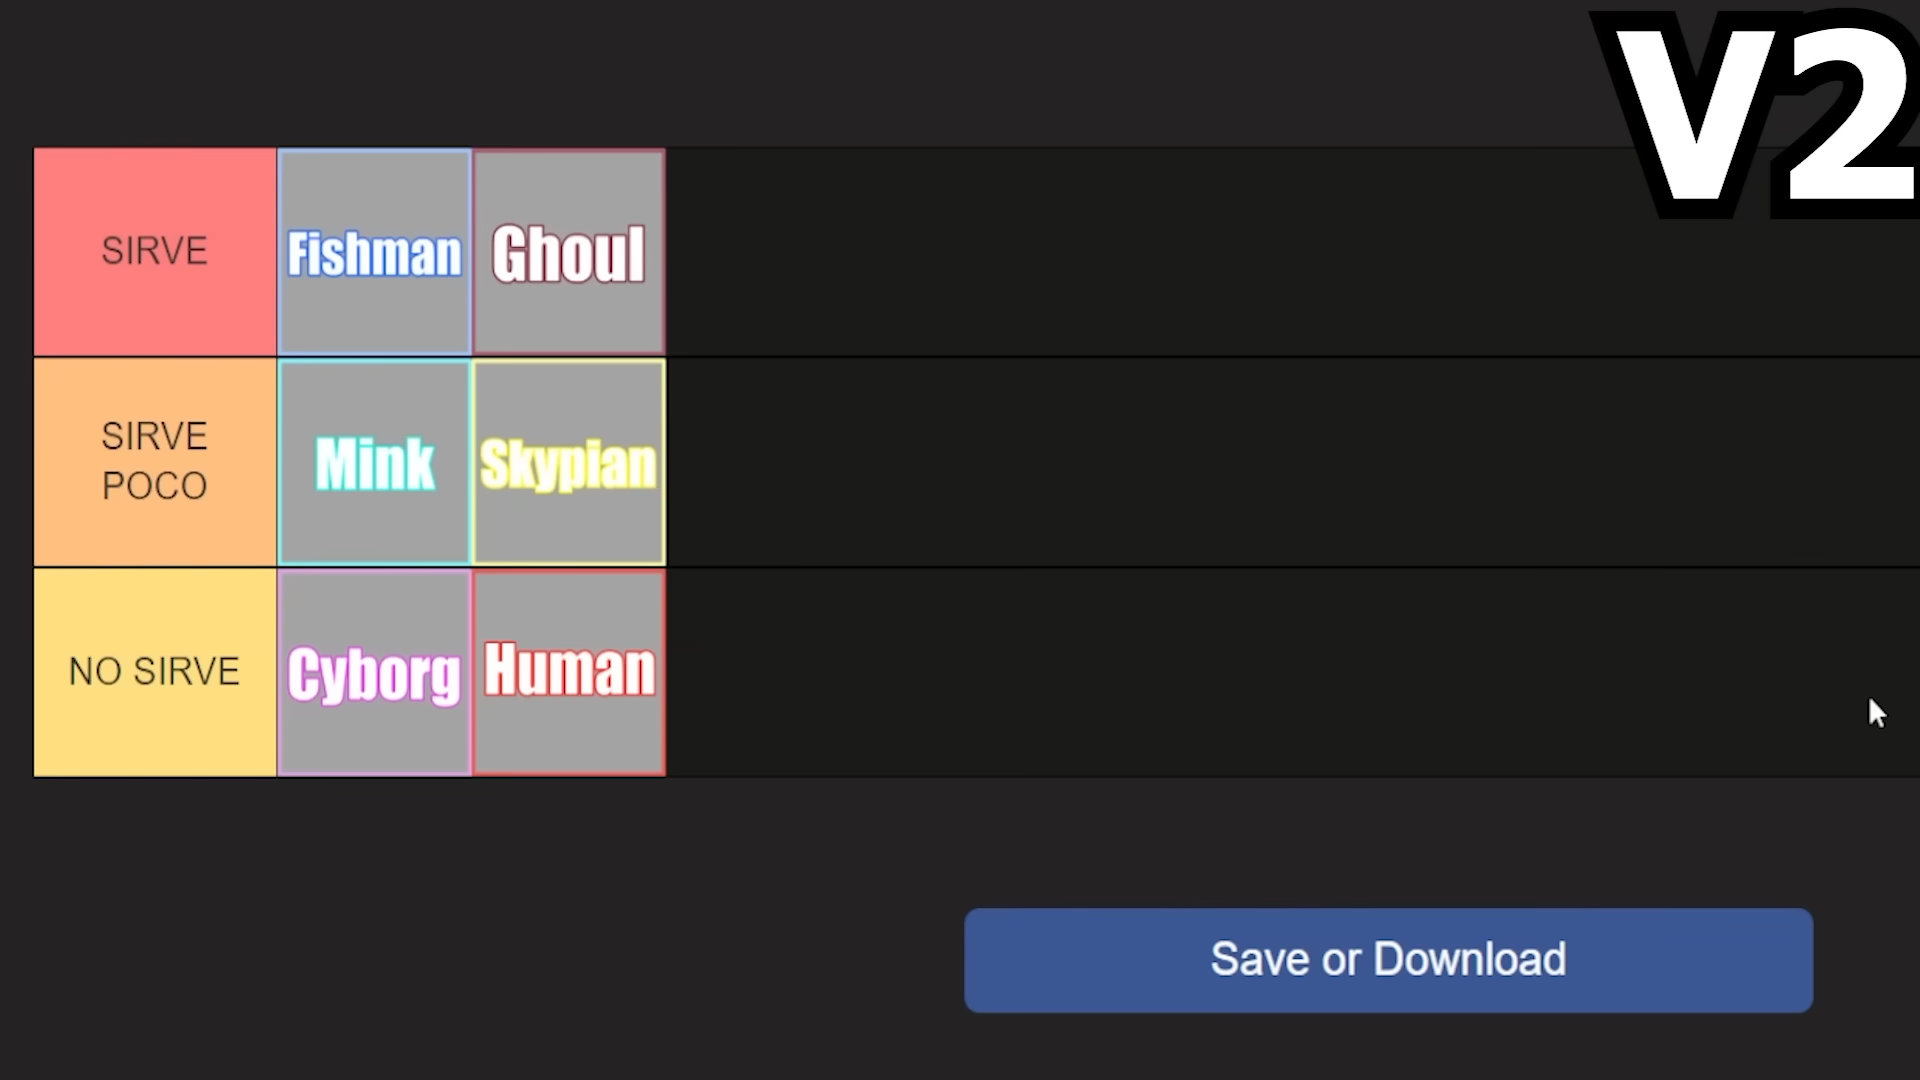 V2
SIRVE
Fishman
Ghoul
SIRVE
POCO
Mink
Skypian
NO SIRVE
Cyborg
Human
Save or Download